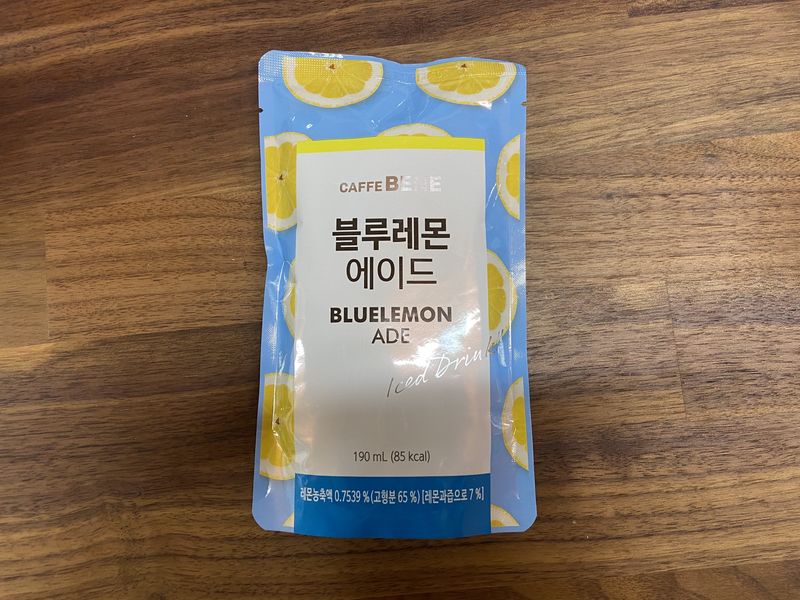 CAFFE BENE
블루레몬
에이드
BLUELEMON
ADE
Iced Drink
190 mL (85 kcal)
레몬농축액 0.7539 % (고형분 65 %) [레몬과즙으로 7 %]